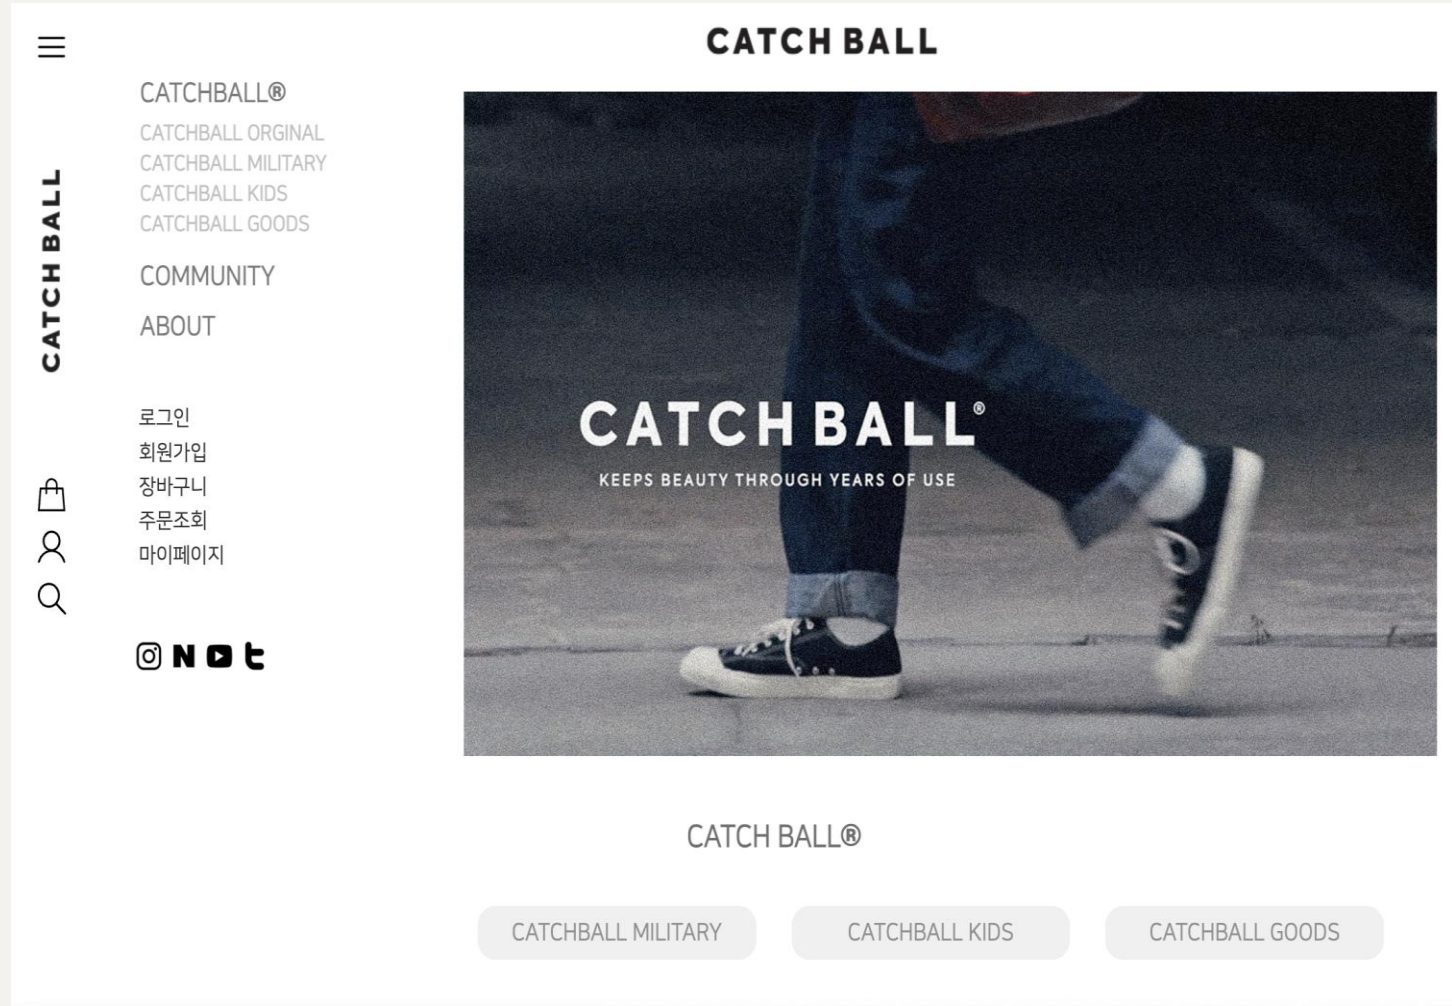 CATCH BALL
CATCHBALL®
CATCHBALL ORGINAL
CATCHBALL MILITARY
CATCHBALL KIDS
CATCHBALL GOODS
COMMUNITY
ABOUT
CATCH BALL
로그인
회원가입
장바구니
주문조회
마이페이지
CATCH BALL®
KEEPS BEAUTY THROUGH YEARS OF USE
CATCH BALL®
CATCHBALL MILITARY
CATCHBALL KIDS
CATCHBALL GOODS